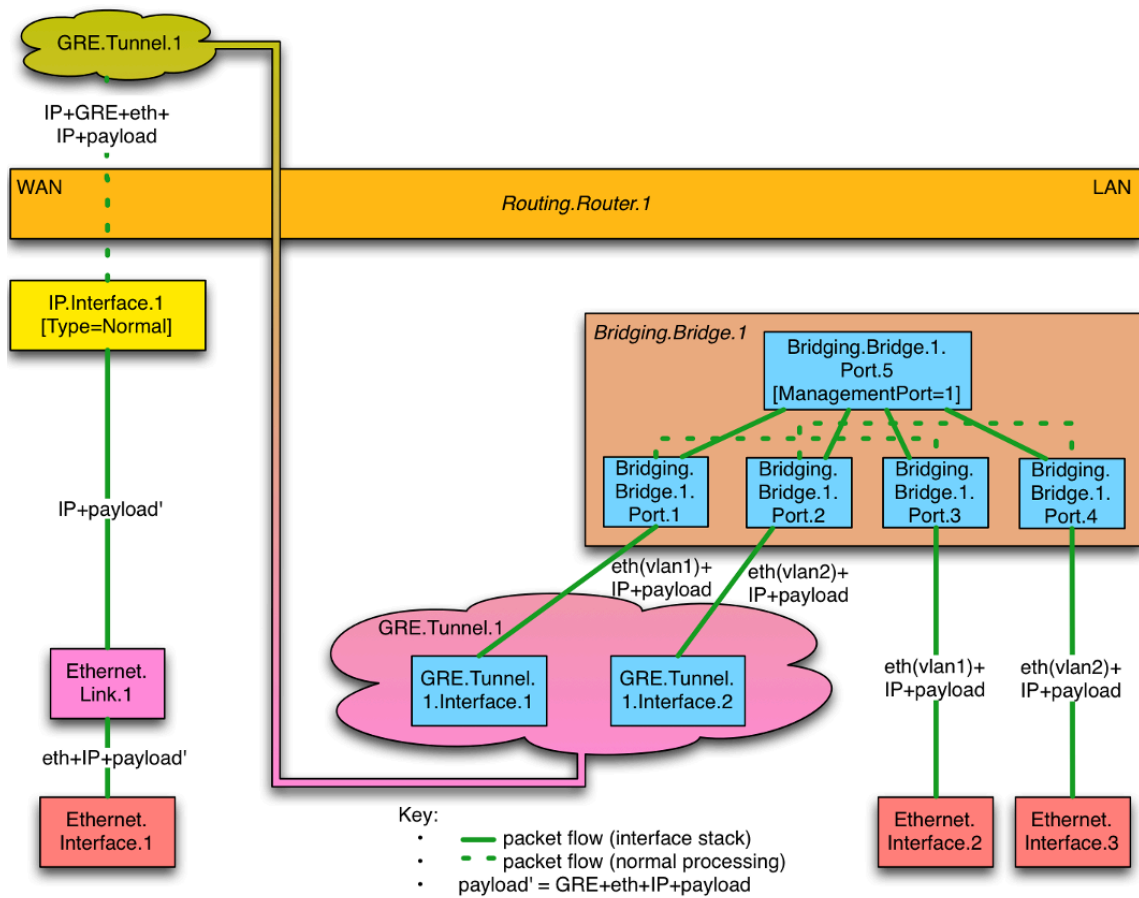 GRE.Tunnel.1
IP+GRE+eth+
IP+payload
WAN
LAN
Routing.Router.1
IP.Interface.1
[Type=Normal]
Bridging.Bridge.1
Bridging.Bridge.1.
Port.5
[ManagementPort=1]
Bridging.
Bridge.1.
Port.1
Bridging.
Bridge.1.
Port.2
Bridging.
Bridge.1.
Port.3
Bridging.
Bridge.1.
Port.4
IP+payload'
eth(vlan1)+
IP+payload
eth(vlan2)+
IP+payload
GRE.Tunnel.1
GRE.Tunnel.
1.Interface.1
GRE.Tunnel.
1.Interface.2
eth(vlan1)+
IP+payload
eth(vlan2)+
IP+payload
Ethernet.
Link.1
eth+IP+payload'
Ethernet.
Interface.1
Ethernet.
Interface.2
Ethernet.
Interface.3
Key:
• packet flow (interface stack)
• packet flow (normal processing)
• payload' = GRE+eth+IP+payload